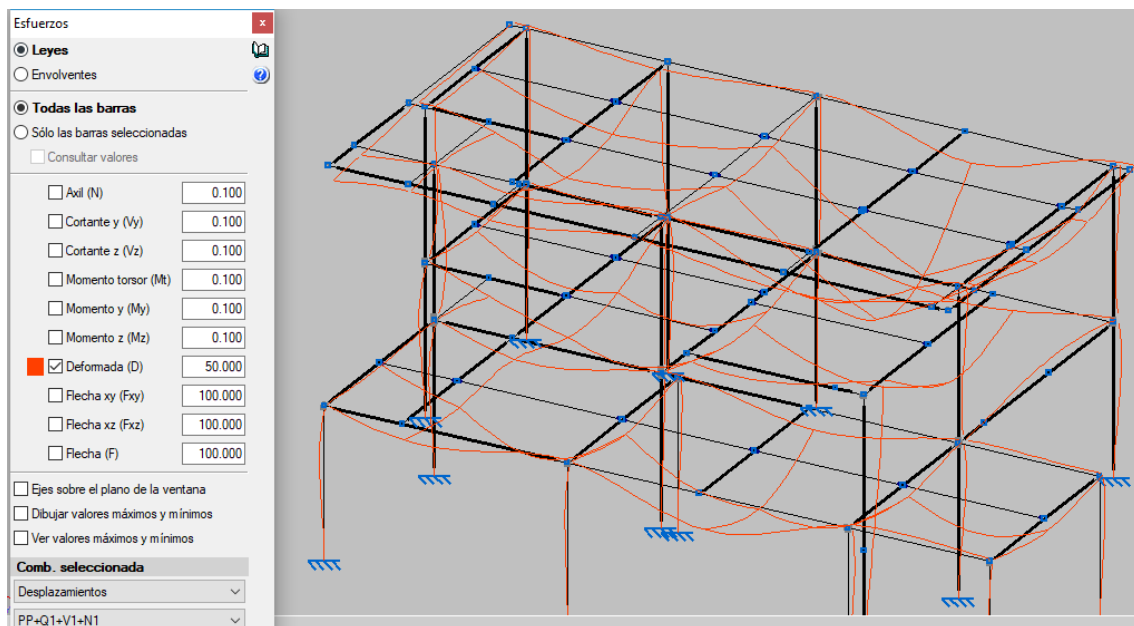 Esfuerzos
x
Leyes
Envolventes
Todas las barras
Sólo las barras seleccionadas
Consultar valores
Axil (N) 0.100
Cortante y (Vy) 0.100
Cortante z (Vz) 0.100
Momento torsor (Mt) 0.100
Momento y (My) 0.100
Momento z (Mz) 0.100
Deformada (D) 50.000
Flecha xy (Fxy) 100.000
Flecha xz (Fxz) 100.000
Flecha (F) 100.000
Ejes sobre el plano de la ventana
Dibujar valores máximos y mínimos
Ver valores máximos y mínimos
Comb. seleccionada
Desplazamientos
PP+Q1+V1+N1